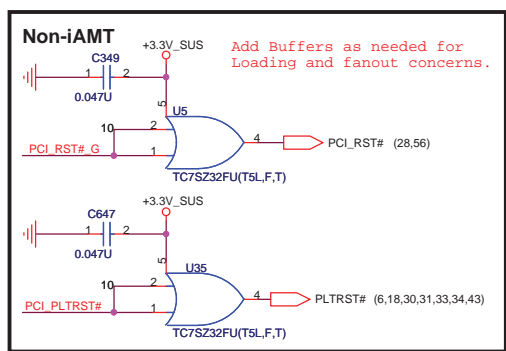 Non-iAMT
+3.3V_SUS
Add Buffers as needed for
Loading and fanout concerns.
C349
1 2
0.047U
5
U5
10
2
4
PCI_RST# (28,56)
PCI_RST#_G
1
TC7SZ32FU(T5L,F,T)
+3.3V_SUS
C647
1 2
0.047U
5
U35
10
2
4
PLTRST# (6,18,30,31,33,34,43)
PCI_PLTRST#
1
TC7SZ32FU(T5L,F,T)